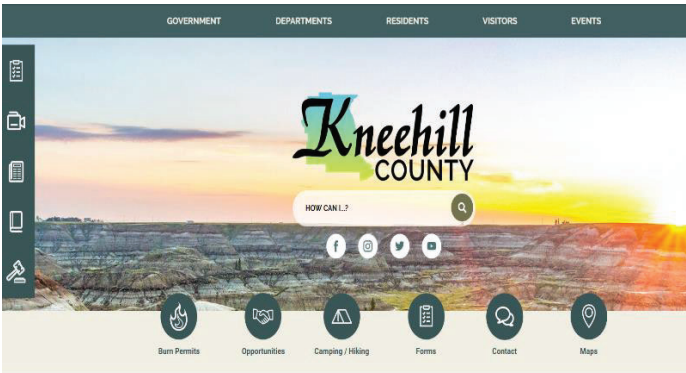 GOVERNMENT DEPARTMENTS RESIDENTS VISITORS EVENTS
Kneehill
COUNTY
HOW CAN I...?
Burn Permits Opportunities Camping / Hiking Forms Contact Maps